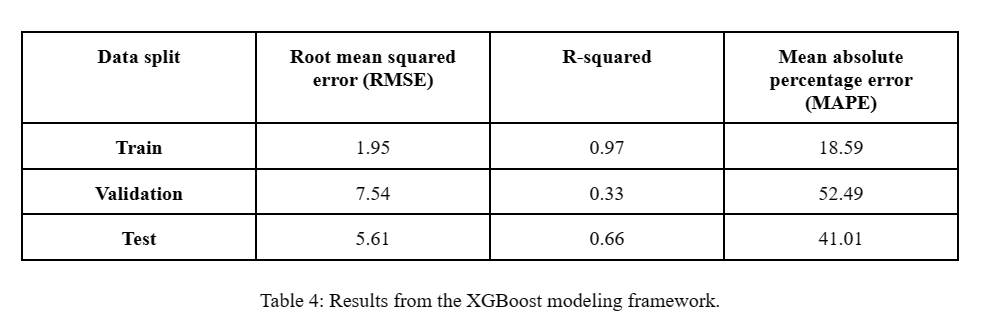 Data split
Root mean squared
error (RMSE)
R-squared
Mean absolute
percentage error
(MAPE)
Train
1.95
0.97
18.59
Validation
7.54
0.33
52.49
Test
5.61
0.66
41.01
Table 4: Results from the XGBoost modeling framework.